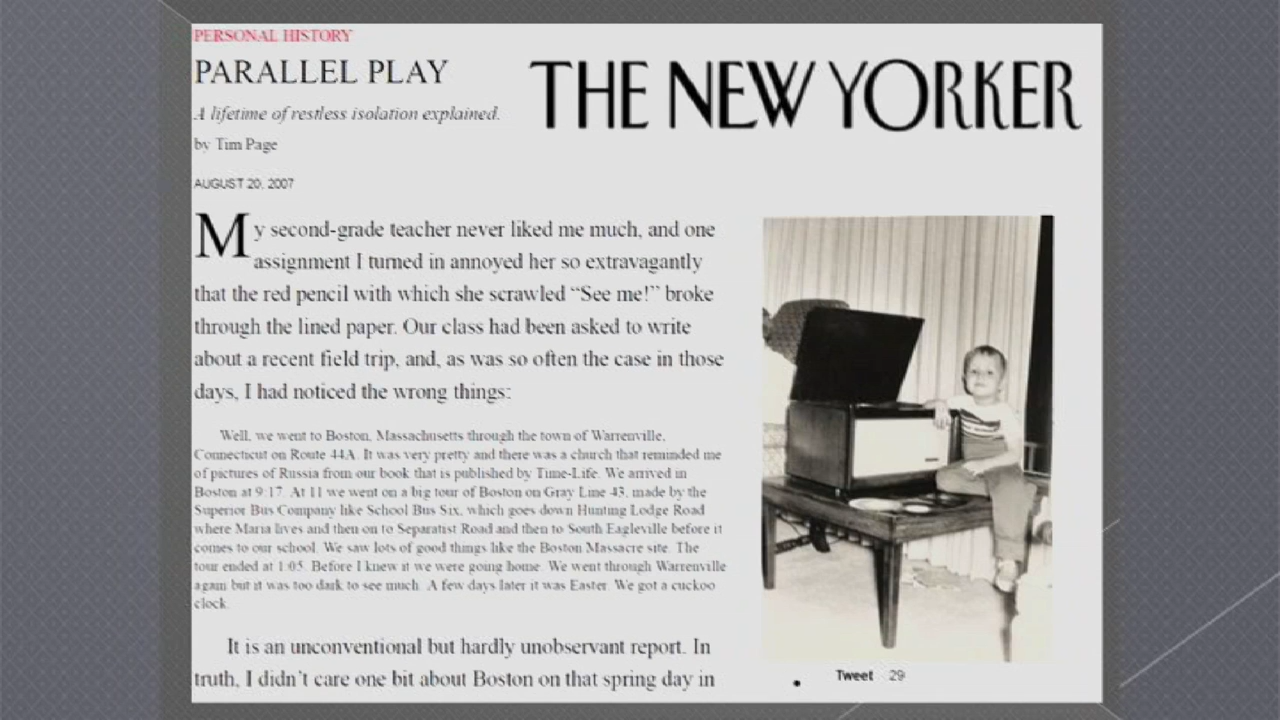 PERSONAL HISTORY
PARALLEL PLAY
THE NEW YORKER
A lifetime of restless isolation explained.
by Tim Page
AUGUST 20, 2007
My second-grade teacher never liked me much, and one
assignment I turned in annoyed her so extravagantly
that the red pencil with which she scrawled “See me!” broke
through the lined paper. Our class had been asked to write
about a recent field trip, and, as was so often the case in those
days, I had noticed the wrong things:
Well, we went to Boston, Massachusetts through the town of Warrenville,
Connecticut on Route 44A. It was very pretty and there was a church that reminded me
of pictures of Russia from our book that is published by Time-Life. We arrived in
Boston at 9:17. At 11 we went on a big tour of Boston on Gray Line 43, made by the
Superior Bus Company like School Bus Six, which goes down Hunting Lodge Road
where Maria lives and then on to Separatist Road and then to South Eagleville before it
comes to our school. We saw lots of good things like the Boston Massacre site. The
tour ended at 1:05. Before I knew it we were going home. We went through Warrenville
again but it was too dark to see much. A few days later it was Easter. We got a cuckoo
clock.
It is an unconventional but hardly unobservant report. In
truth, I didn’t care one bit about Boston on that spring day in
Tweet 29